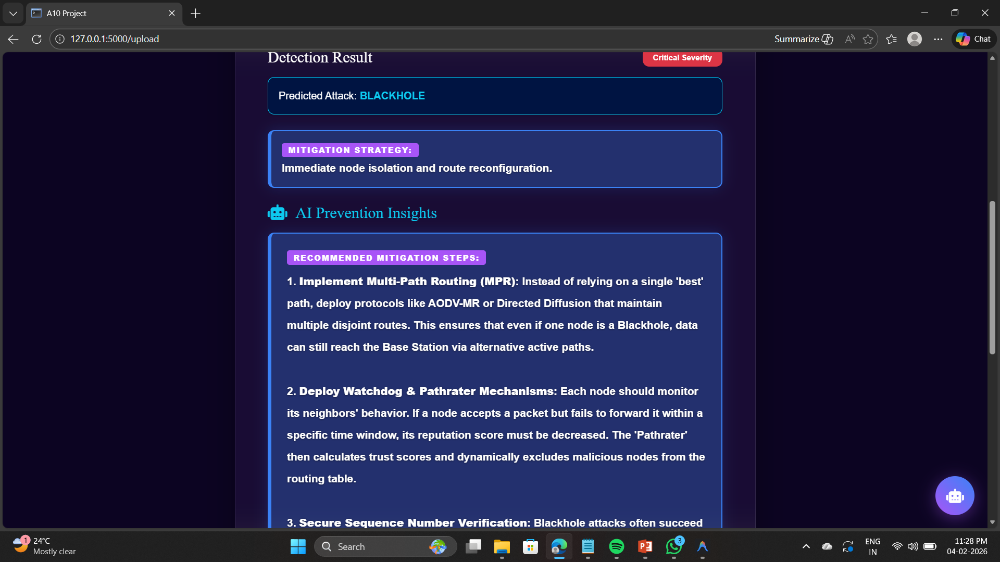 A10 Project
127.0.0.1:5000/upload
Summarize
Chat
Detection Result
Critical Severity
Predicted Attack: BLACKHOLE
MITIGATION STRATEGY:
Immediate node isolation and route reconfiguration.
AI Prevention Insights
RECOMMENDED MITIGATION STEPS:
1. Implement Multi-Path Routing (MPR): Instead of relying on a single 'best'
path, deploy protocols like AODV-MR or Directed Diffusion that maintain
multiple disjoint routes. This ensures that even if one node is a Blackhole, data
can still reach the Base Station via alternative active paths.
2. Deploy Watchdog & Pathrater Mechanisms: Each node should monitor
its neighbors' behavior. If a node accepts a packet but fails to forward it within a
specific time window, its reputation score must be decreased. The 'Pathrater'
then calculates trust scores and dynamically excludes malicious nodes from the
routing table.
3. Secure Sequence Number Verification: Blackhole attacks often succeed
1
24°C
Mostly clear
Search
3
ENG
IN
11:28 PM
04-02-2026